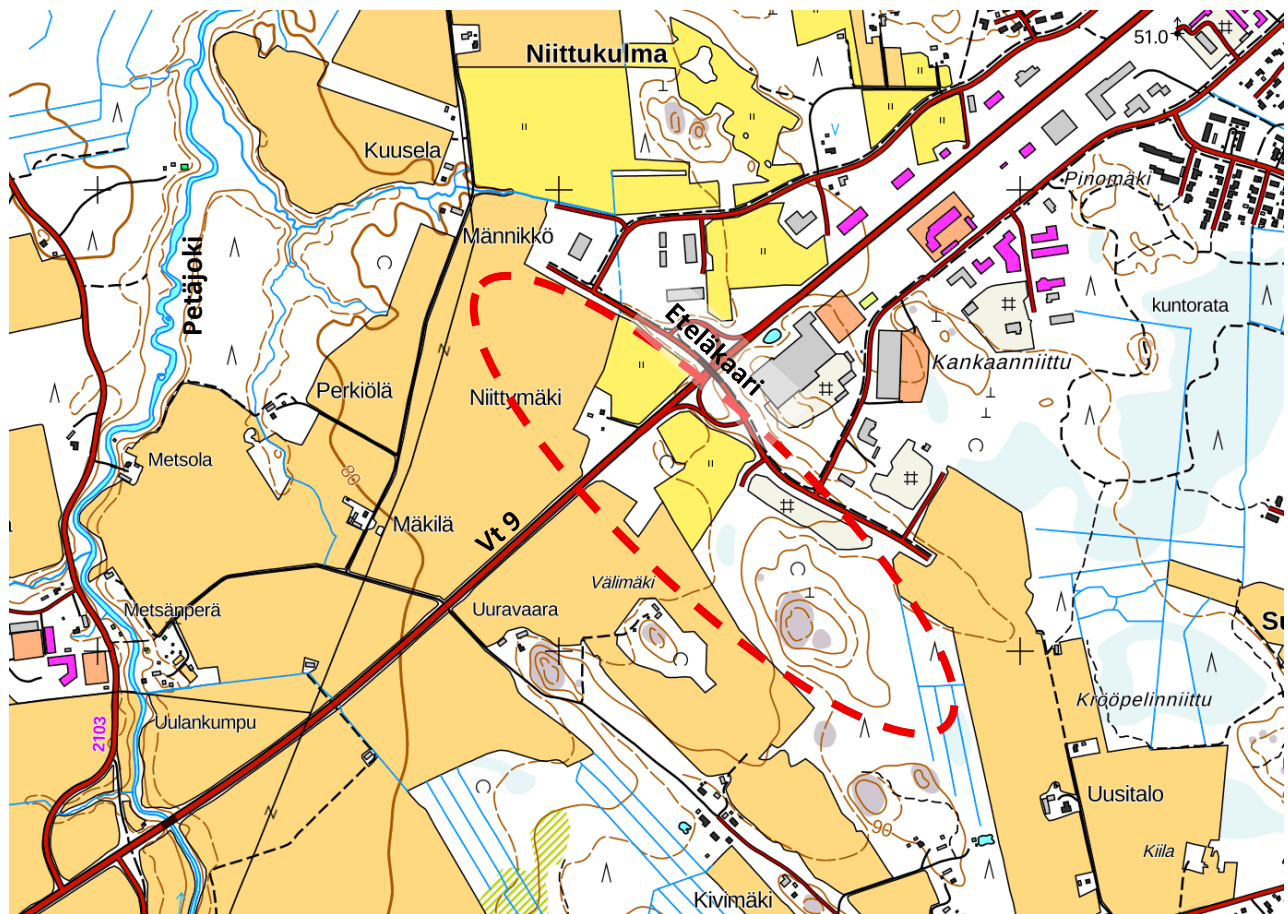 Niittukulma
51.0
Kuusela
Pinomäki
Petäjoki
Männikkö
kuntorata
Eteläkaari
Kankaanniittu
Perkiölä
Niittymäki
Metsola
80
Mäkilä
Vt 9
Välimäki
Metsänperä
Uuravaara
Su
Krööpelinniittu
2103
Uulankumpu
Uusitalo
90
Kiila
Kivimäki